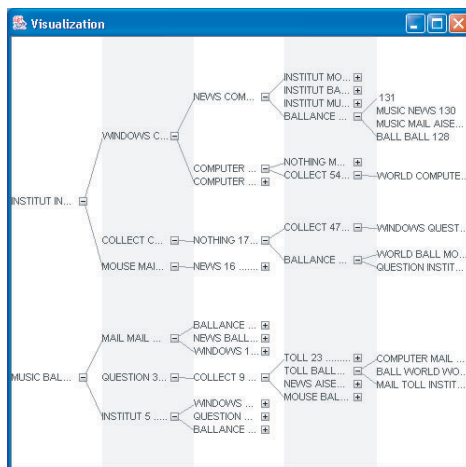 Visualization
INSTITUT MO...
NEWS COM...
INSTITUT BA...
131
INSTITUT MU...
MUSIC NEWS 130
BALLANCE ...
MUSIC MAIL AISE...
WINDOWS C...
BALL BALL 128
NOTHING M...
COMPUTER ...
COLLECT 54...
WORLD COMPUTE...
COMPUTER ...
INSTITUT IN...
COLLECT 47...
WINDOWS QUEST...
COLLECT C...
NOTHING 17...
WORLD BALL MO...
BALLANCE ...
MOUSE MAI...
NEWS 16 .......
QUESTION INSTIT...
BALLANCE ...
MAIL MAIL ...
NEWS BALL...
WINDOWS 1...
TOLL 23 .........
COMPUTER MAIL ...
MUSIC BAL...
QUESTION 3...
COLLECT 9 ...
TOLL BALL...
BALL WORLD WO...
NEWS AISE...
MAIL TOLL INSTIT...
MOUSE BAL...
WINDOWS ...
INSTITUT 5 .....
QUESTION ...
BALLANCE ...